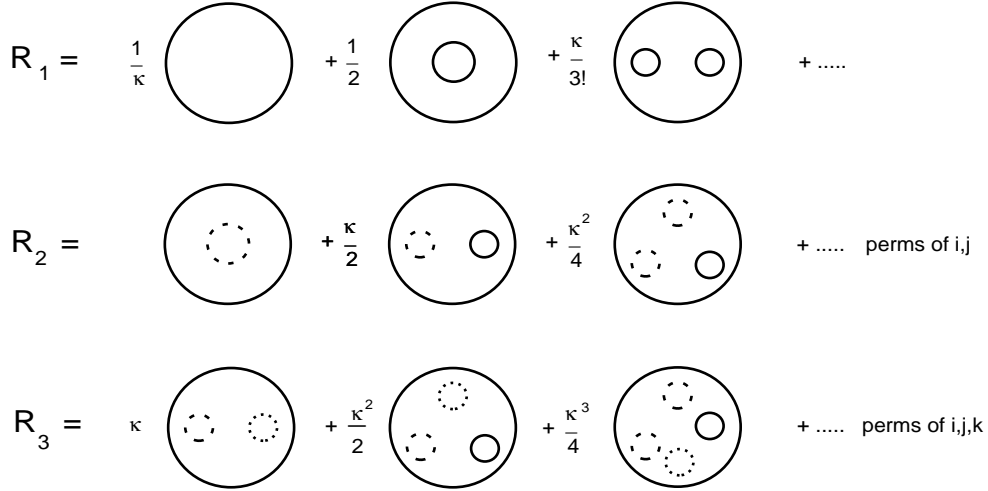 R₁ = 1/κ + 1/2 + κ/3! + .....
R₂ = + κ/2 + κ²/4 + ..... perms of i,j
R₃ = κ + κ²/2 + κ³/4 + ..... perms of i,j,k